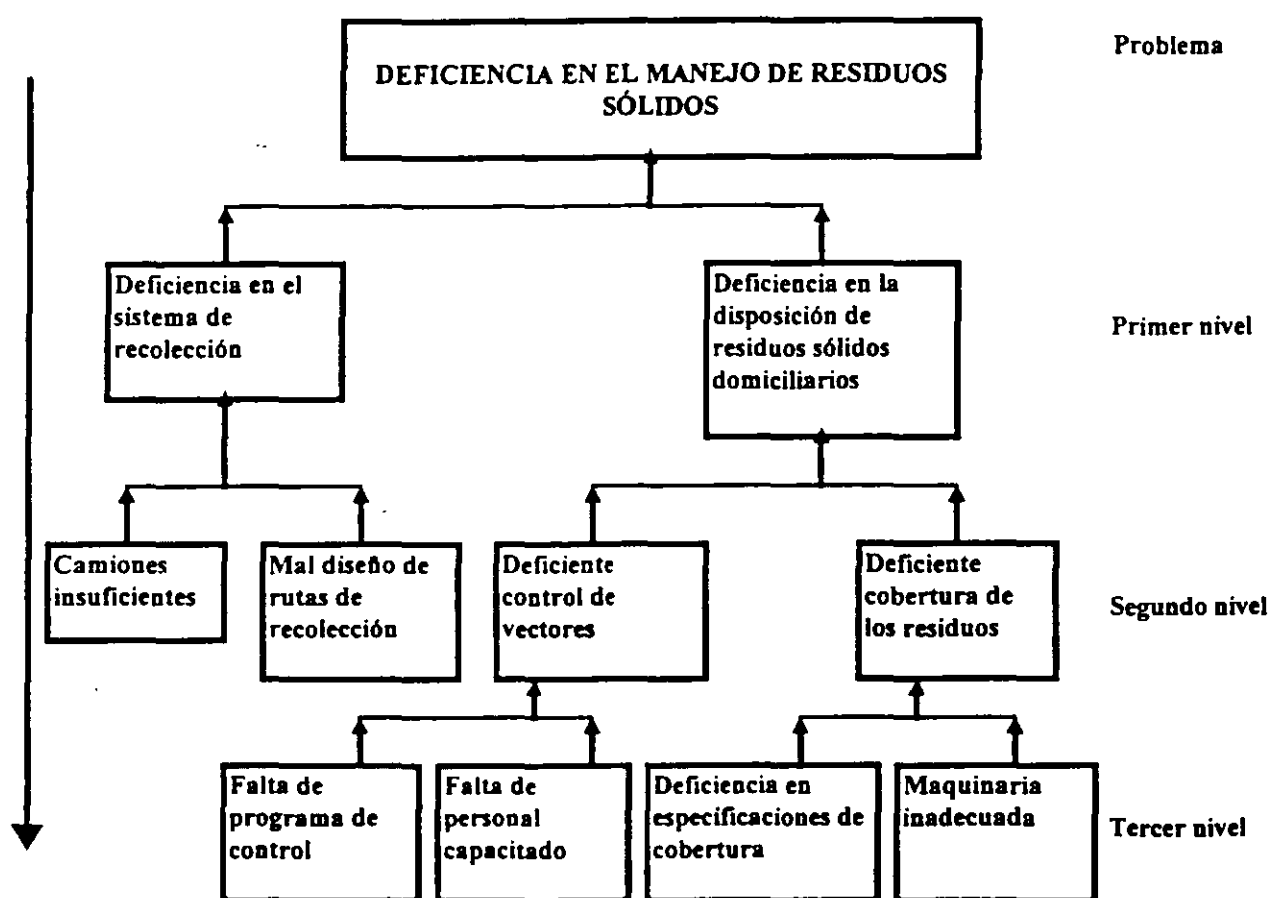 Problema
DEFICIENCIA EN EL MANEJO DE RESIDUOS
SÓLIDOS
Deficiencia en el
sistema de
recolección
Deficiencia en la
disposición de
residuos sólidos
domiciliarios
Primer nivel
Camiones
insuficientes
Mal diseño de
rutas de
recolección
Deficiente
control de
vectores
Deficiente
cobertura de
los residuos
Segundo nivel
Falta de
programa de
control
Falta de
personal
capacitado
Deficiencia en
especificaciones de
cobertura
Maquinaria
inadecuada
Tercer nivel